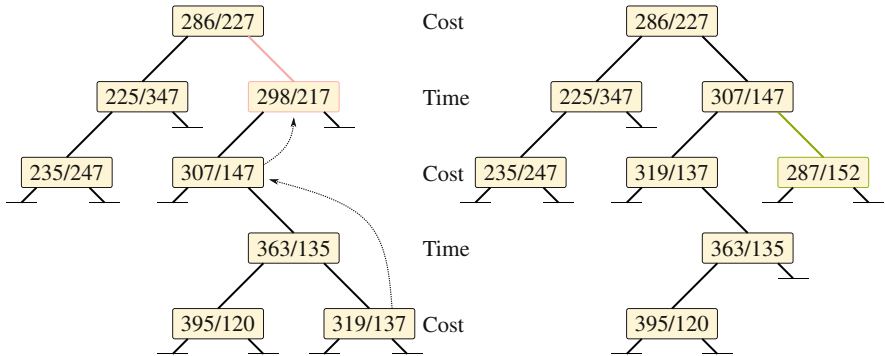 286/227 Cost 286/227
225/347 298/217 Time 225/347 307/147
235/247 307/147 Cost 235/247 319/137 287/152
363/135 Time 363/135
395/120 319/137 Cost 395/120